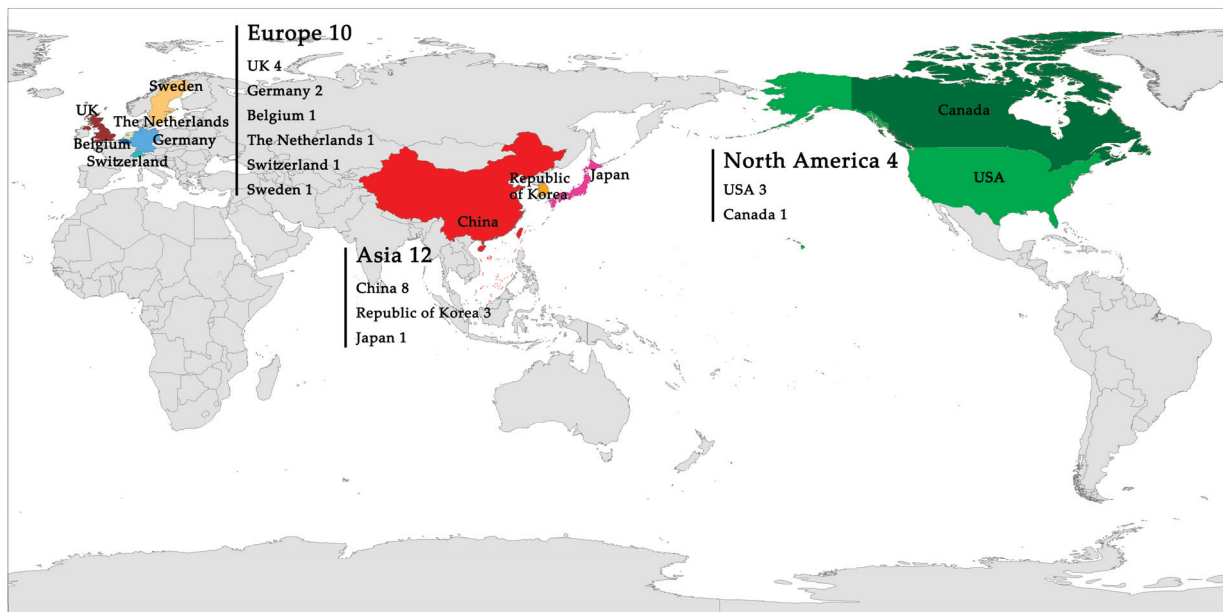 Europe 10
UK 4
Germany 2
Belgium 1
The Netherlands 1
Switzerland 1
Sweden 1
Sweden
UK
The Netherlands
Belgium
Germany
Switzerland
Asia 12
China 8
Republic of Korea 3
Japan 1
Republic
of Korea
Japan
China
North America 4
USA 3
Canada 1
Canada
USA